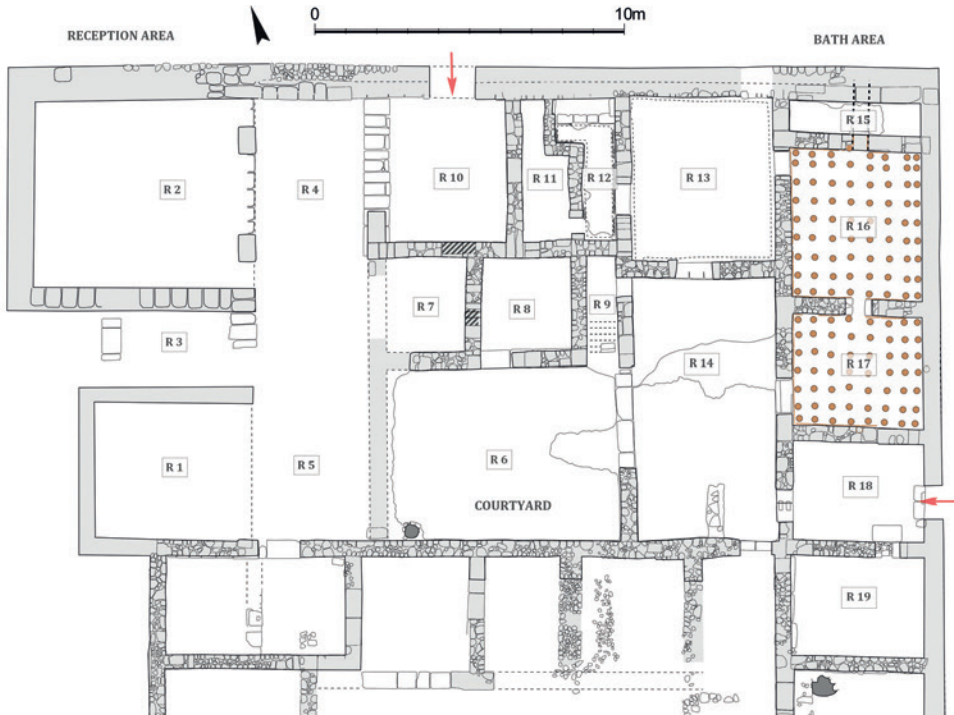 0 10m
RECEPTION AREA
BATH AREA
R 15
R 2
R 4
R 10
R 11
R 12
R 13
R 16
R 7
R 8
R 9
R 3
R 14
R 17
R 1
R 5
R 6
R 18
COURTYARD
R 19